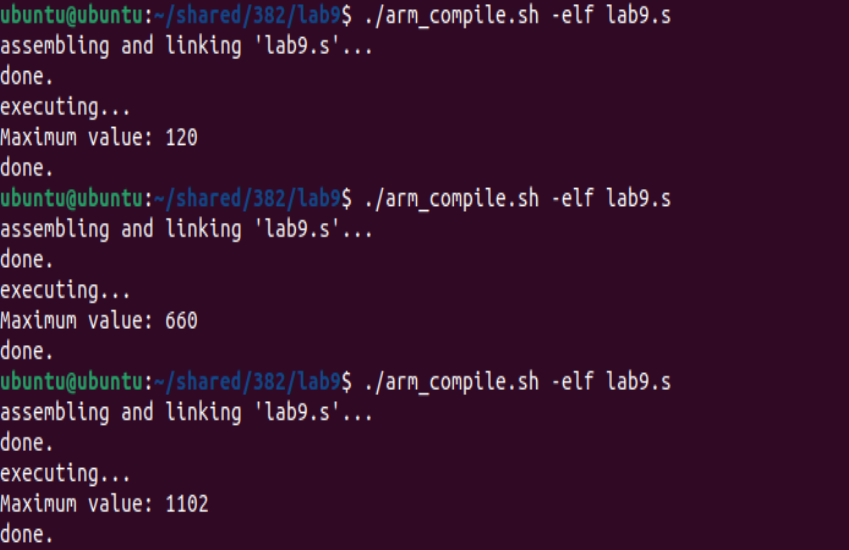 ubuntu@ubuntu:~/shared/382/lab9$ ./arm_compile.sh -elf lab9.s
assembling and linking 'lab9.s'...
done.
executing...
Maximum value: 120
done.
ubuntu@ubuntu:~/shared/382/lab9$ ./arm_compile.sh -elf lab9.s
assembling and linking 'lab9.s'...
done.
executing...
Maximum value: 660
done.
ubuntu@ubuntu:~/shared/382/lab9$ ./arm_compile.sh -elf lab9.s
assembling and linking 'lab9.s'...
done.
executing...
Maximum value: 1102
done.